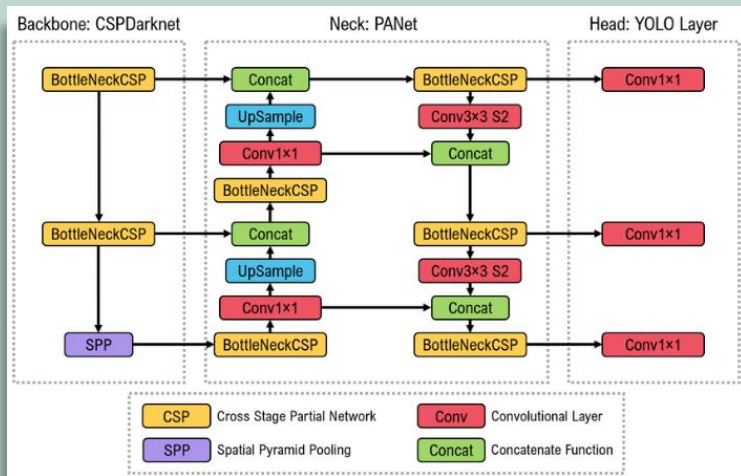 Backbone: CSPDarknet
Neck: PANet
Head: YOLO Layer
BottleNeckCSP
Concat
BottleNeckCSP
Conv1×1
UpSample
Conv3×3 S2
Conv1×1
Concat
BottleNeckCSP
BottleNeckCSP
Concat
BottleNeckCSP
Conv1×1
UpSample
Conv3×3 S2
Conv1×1
Concat
SPP
BottleNeckCSP
BottleNeckCSP
Conv1×1
CSP
Cross Stage Partial Network
Conv
Convolutional Layer
SPP
Spatial Pyramid Pooling
Concat
Concatenate Function